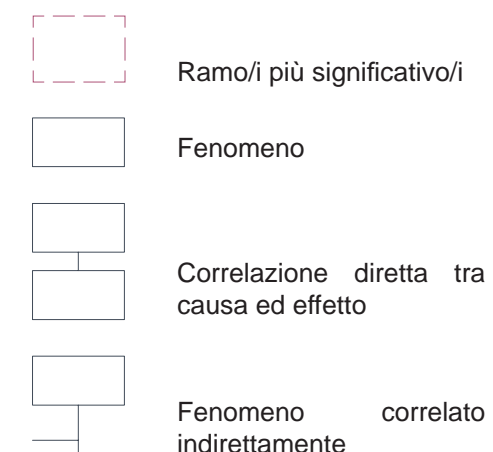 Ramo/i più significativo/i
Fenomeno
Correlazione diretta tra
causa ed effetto
Fenomeno correlato
indirettamente